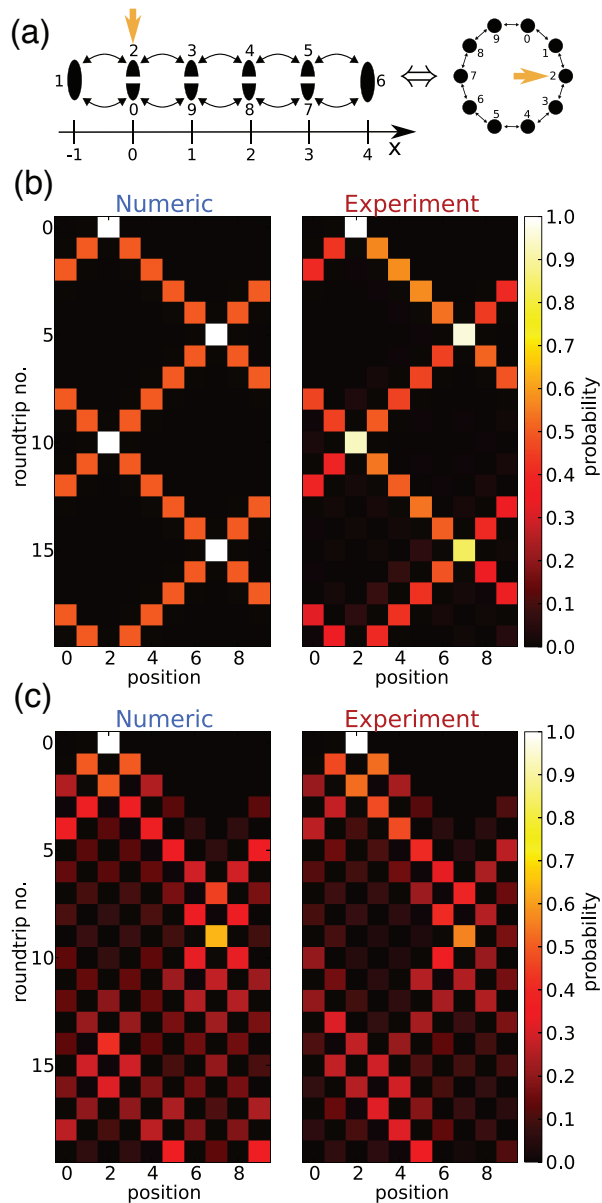 (a)
2 3 4 5
1 6
0 9 8 7
-1 0 1 2 3 4 x
9 0
8 1
7 2
6 3
5 4
(b)
Numeric Experiment
0 5 10 15
roundtrip no.
0 2 4 6 8
position
0 2 4 6 8
position
1.0
0.9
0.8
0.7
0.6
0.5
0.4
0.3
0.2
0.1
0.0
probability
(c)
Numeric Experiment
0 5 10 15
roundtrip no.
0 2 4 6 8
position
0 2 4 6 8
position
1.0
0.9
0.8
0.7
0.6
0.5
0.4
0.3
0.2
0.1
0.0
probability